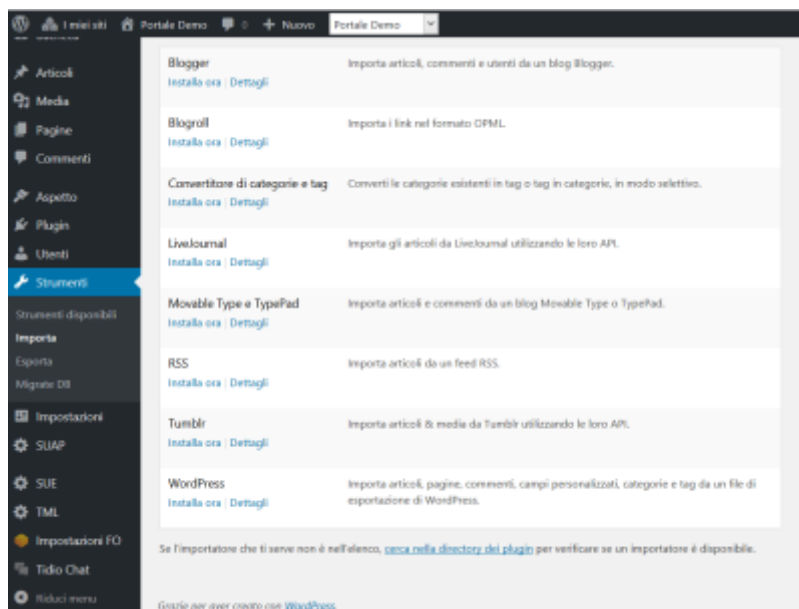 I miei siti Portale Demo 0 + Nuovo Portale Demo
Articoli
Media
Pagine
Commenti
Aspetto
Plugin
Utenti
Strumenti
Strumenti disponibili
Importa
Esporta
Migrate DB
Impostazioni
SUAP
SUE
TML
Impostazioni FO
Tidio Chat
Riduci menu
Blogger Importa articoli, commenti e utenti da un blog Blogger.
Installa ora | Dettagli
Blogroll Importa i link nel formato OPML.
Installa ora | Dettagli
Convertitore di categorie e tag Converti le categorie esistenti in tag o tag in categorie, in modo selettivo.
Installa ora | Dettagli
LiveJournal Importa gli articoli da LiveJournal utilizzando le loro API.
Installa ora | Dettagli
Movable Type e TypePad Importa articoli e commenti da un blog Movable Type o TypePad.
Installa ora | Dettagli
RSS Importa articoli da un feed RSS.
Installa ora | Dettagli
Tumblr Importa articoli & media da Tumblr utilizzando le loro API.
Installa ora | Dettagli
WordPress Importa articoli, pagine, commenti, campi personalizzati, categorie e tag da un file di
Installa ora | Dettagli esportazione di WordPress.
Se l'importatore che ti serve non è nell'elenco, cerca nella directory dei plugin per verificare se un importatore è disponibile.
Grazie per aver creato con WordPress.